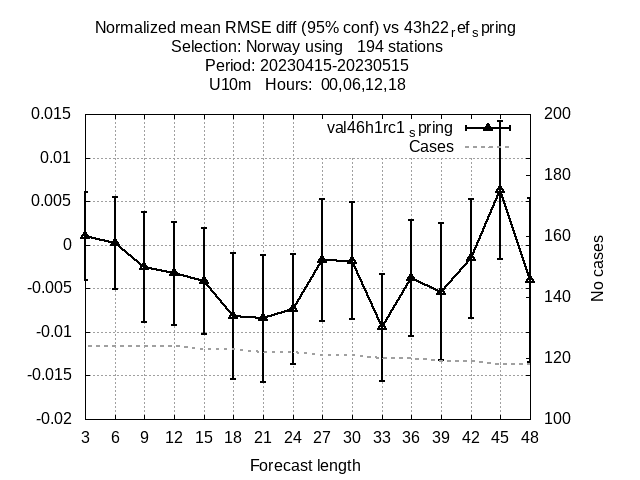 Normalized mean RMSE diff (95% conf) vs 43h22refspring
Selection: Norway using 194 stations
Period: 20230415-20230515
U10m Hours: 00,06,12,18
0.015 200
val46h1rc1spring
Cases
0.01 180
0.005
0 160
-0.005 140
-0.01 120
-0.015
-0.02 100
No cases
3 6 9 12 15 18 21 24 27 30 33 36 39 42 45 48
Forecast length